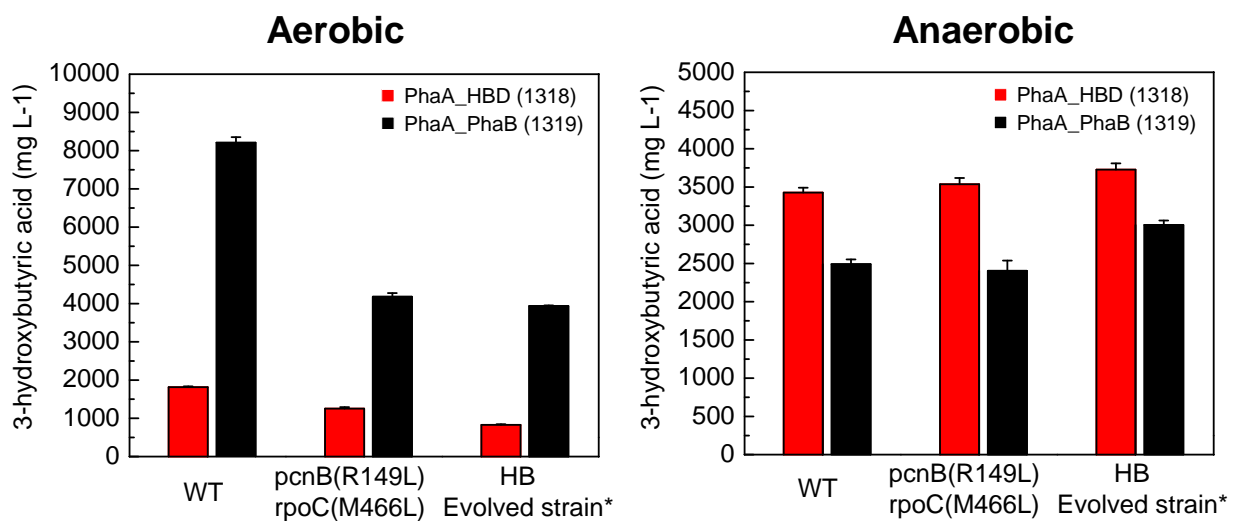 Aerobic
3-hydroxybutyric acid (mg L-1)
10000
9000
8000
7000
6000
5000
4000
3000
2000
1000
0
PhaA_HBD (1318)
PhaA_PhaB (1319)
WT
pcnB(R149L)
rpoC(M466L)
HB
Evolved strain*
Anaerobic
3-hydroxybutyric acid (mg L-1)
5000
4500
4000
3500
3000
2500
2000
1500
1000
500
0
PhaA_HBD (1318)
PhaA_PhaB (1319)
WT
pcnB(R149L)
rpoC(M466L)
HB
Evolved strain*